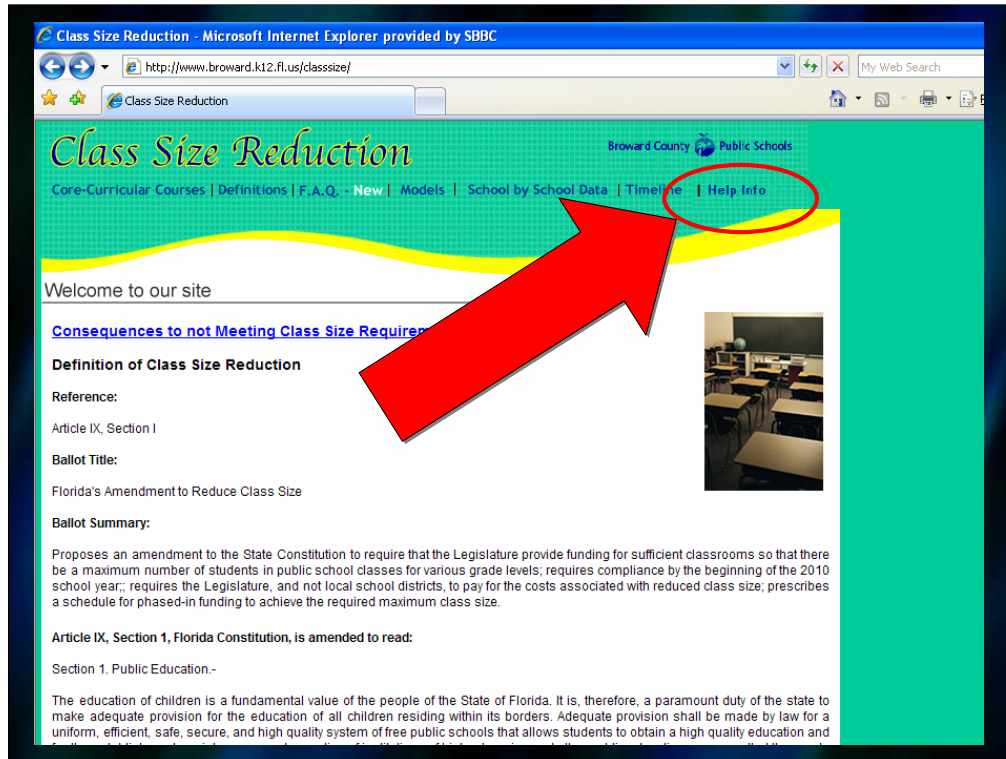 Class Size Reduction - Microsoft Internet Explorer provided by SBBC
http://www.broward.k12.fl.us/classsize/
My Web Search
Class Size Reduction
Class Size Reduction
Broward County Public Schools
Core-Curricular Courses | Definitions | F.A.Q. - New | Models | School by School Data | Timeline | Help Info
Welcome to our site
Consequences to not Meeting Class Size
Definition of Class Size Reduction
Reference:
Article IX, Section I
Ballot Title:
Florida's Amendment to Reduce Class Size
Ballot Summary:
Proposes an amendment to the State Constitution to require that the Legislature provide funding for sufficient classrooms so that there
be a maximum number of students in public school classes for various grade levels; requires compliance by the beginning of the 2010
school year;; requires the Legislature, and not local school districts, to pay for the costs associated with reduced class size; prescribes
a schedule for phased-in funding to achieve the required maximum class size.
Article IX, Section 1, Florida Constitution, is amended to read:
Section 1. Public Education.-
The education of children is a fundamental value of the people of the State of Florida. It is, therefore, a paramount duty of the state to
make adequate provision for the education of all children residing within its borders. Adequate provision shall be made by law for a
uniform, efficient, safe, secure, and high quality system of free public schools that allows students to obtain a high quality education and